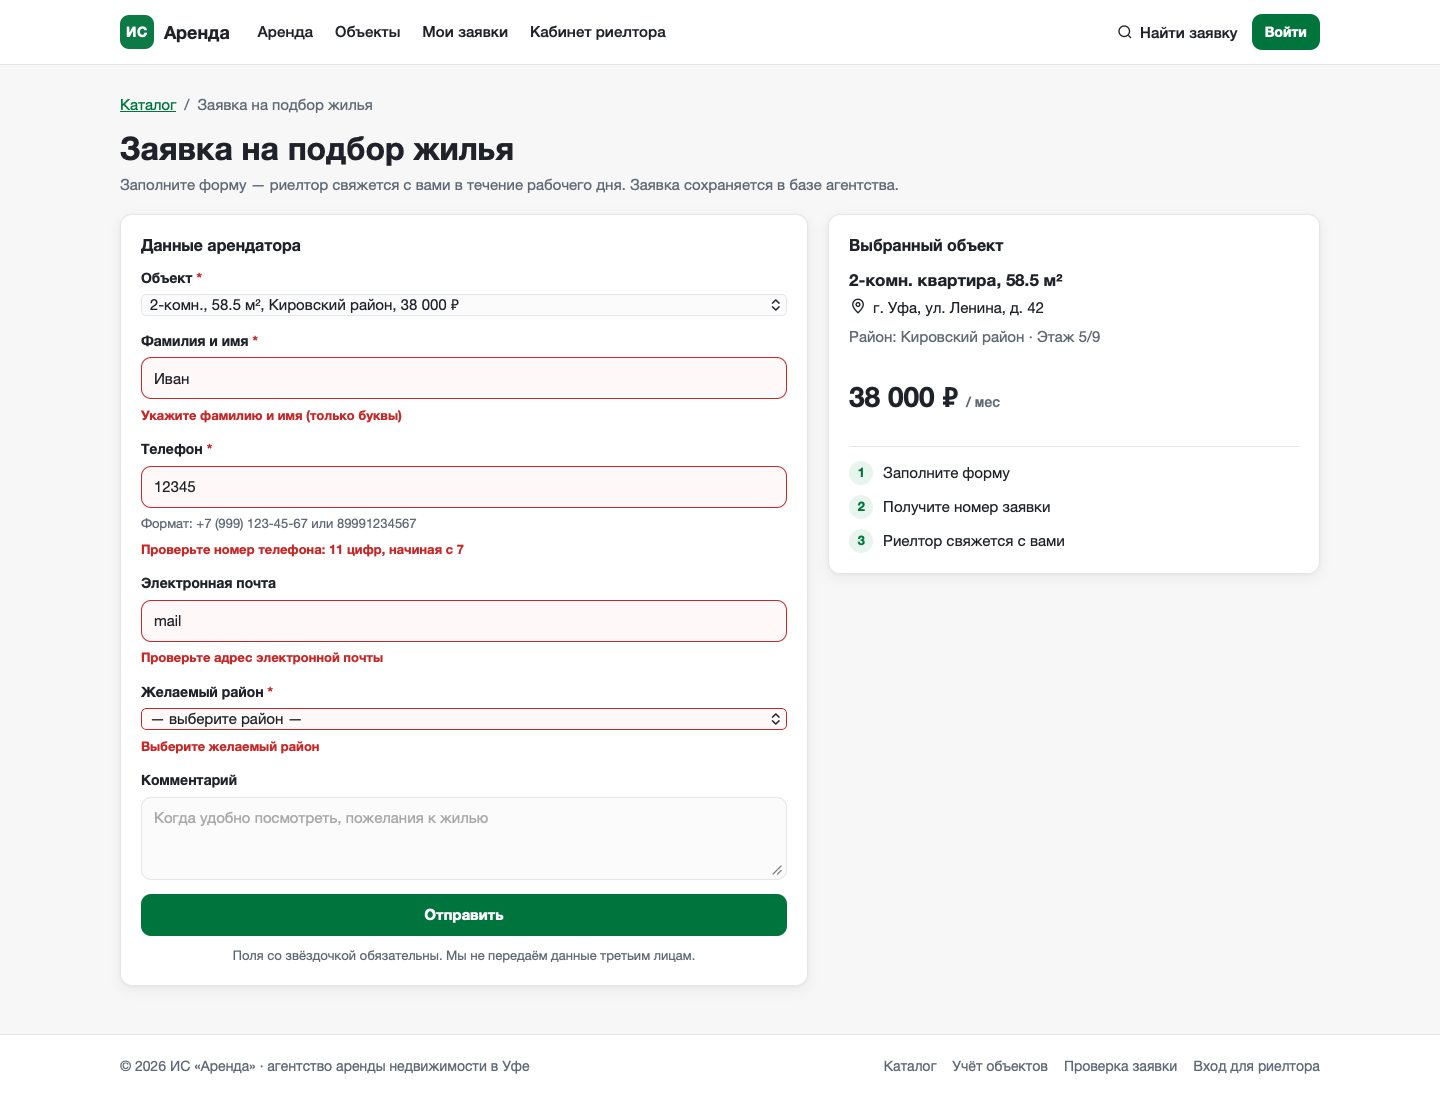 ИС Аренда Аренда Объекты Мои заявки Кабинет риелтора Найти заявку Войти
Каталог / Заявка на подбор жилья
Заявка на подбор жилья
Заполните форму — риелтор свяжется с вами в течение рабочего дня. Заявка сохраняется в базе агентства.
Данные арендатора
Объект *
2-комн., 58.5 м², Кировский район, 38 000 ₽
Фамилия и имя *
Иван
Укажите фамилию и имя (только буквы)
Телефон *
12345
Формат: +7 (999) 123-45-67 или 89991234567
Проверьте номер телефона: 11 цифр, начиная с 7
Электронная почта
mail
Проверьте адрес электронной почты
Желаемый район *
— выберите район —
Выберите желаемый район
Комментарий
Когда удобно посмотреть, пожелания к жилью
Отправить
Поля со звёздочкой обязательны. Мы не передаём данные третьим лицам.
Выбранный объект
2-комн. квартира, 58.5 м²
г. Уфа, ул. Ленина, д. 42
Район: Кировский район · Этаж 5/9
38 000 ₽ / мес
1 Заполните форму
2 Получите номер заявки
3 Риелтор свяжется с вами
© 2026 ИС «Аренда» · агентство аренды недвижимости в Уфе Каталог Учёт объектов Проверка заявки Вход для риелтора